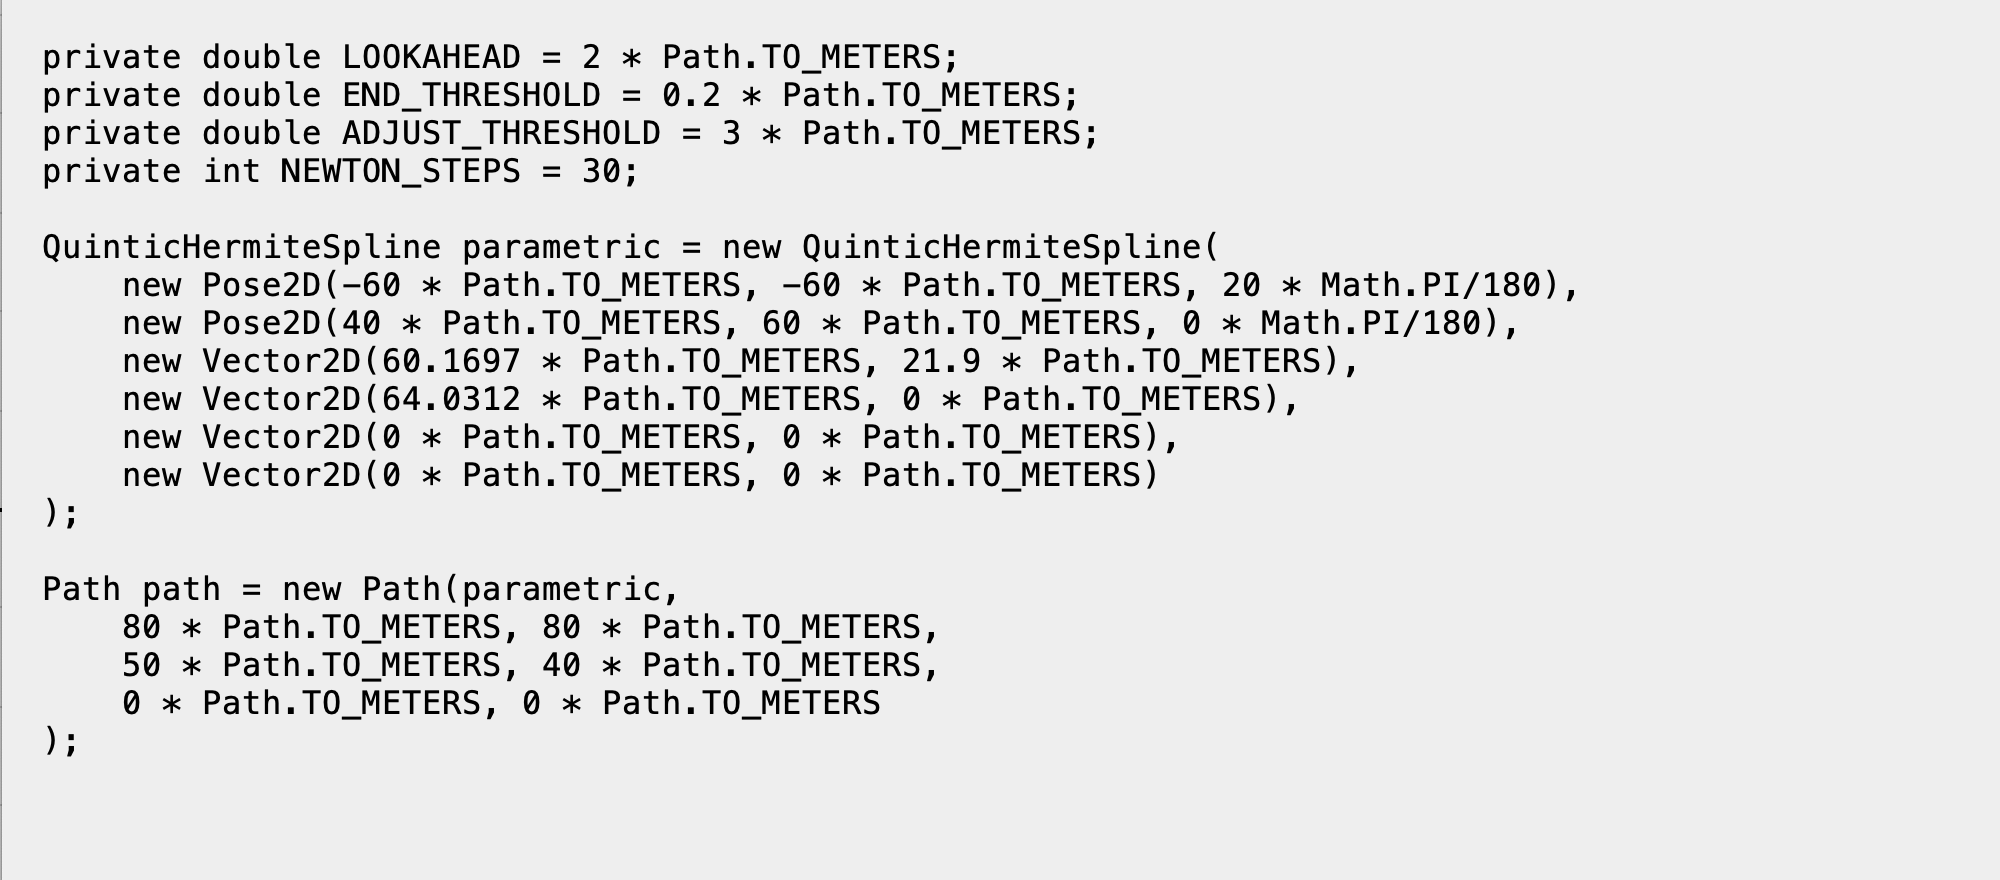 private double LOOKAHEAD = 2 * Path.TO_METERS;
private double END_THRESHOLD = 0.2 * Path.TO_METERS;
private double ADJUST_THRESHOLD = 3 * Path.TO_METERS;
private int NEWTON_STEPS = 30;

QuinticHermiteSpline parametric = new QuinticHermiteSpline(
    new Pose2D(-60 * Path.TO_METERS, -60 * Path.TO_METERS, 20 * Math.PI/180),
    new Pose2D(40 * Path.TO_METERS, 60 * Path.TO_METERS, 0 * Math.PI/180),
    new Vector2D(60.1697 * Path.TO_METERS, 21.9 * Path.TO_METERS),
    new Vector2D(64.0312 * Path.TO_METERS, 0 * Path.TO_METERS),
    new Vector2D(0 * Path.TO_METERS, 0 * Path.TO_METERS),
    new Vector2D(0 * Path.TO_METERS, 0 * Path.TO_METERS)
);

Path path = new Path(parametric,
    80 * Path.TO_METERS, 80 * Path.TO_METERS,
    50 * Path.TO_METERS, 40 * Path.TO_METERS,
    0 * Path.TO_METERS, 0 * Path.TO_METERS
);